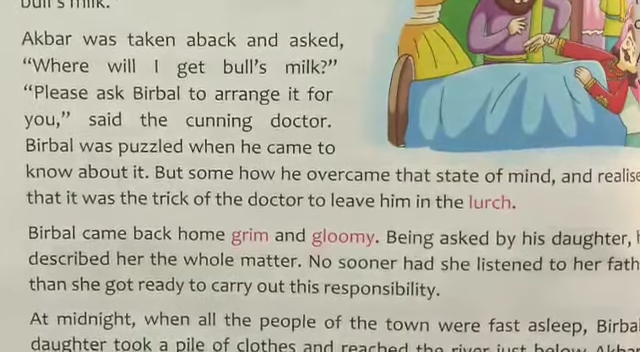 bull's milk."
Akbar was taken aback and asked,
"Where will I get bull's milk?"
"Please ask Birbal to arrange it for
you," said the cunning doctor.
Birbal was puzzled when he came to
know about it. But some how he overcame that state of mind, and realise
that it was the trick of the doctor to leave him in the lurch.
Birbal came back home grim and gloomy. Being asked by his daughter,
described her the whole matter. No sooner had she listened to her fath
than she got ready to carry out this responsibility.
At midnight, when all the people of the town were fast asleep, Birba
daughter took a pile of clothes and reached the river just below Akba